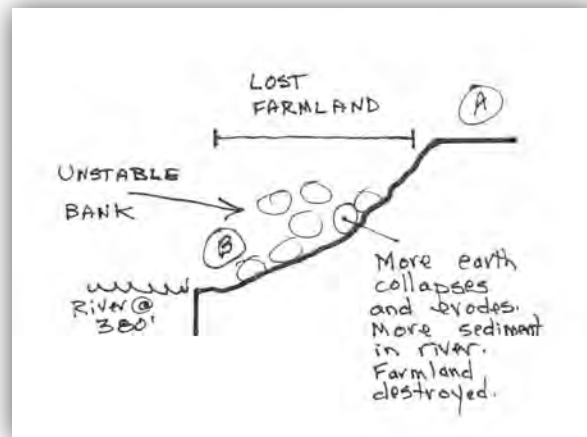 LOST
FARMLAND
A
UNSTABLE
BANK
B
River @
380'
More earth
collapses
and erodes.
More sediment
in river.
Farmland
destroyed.